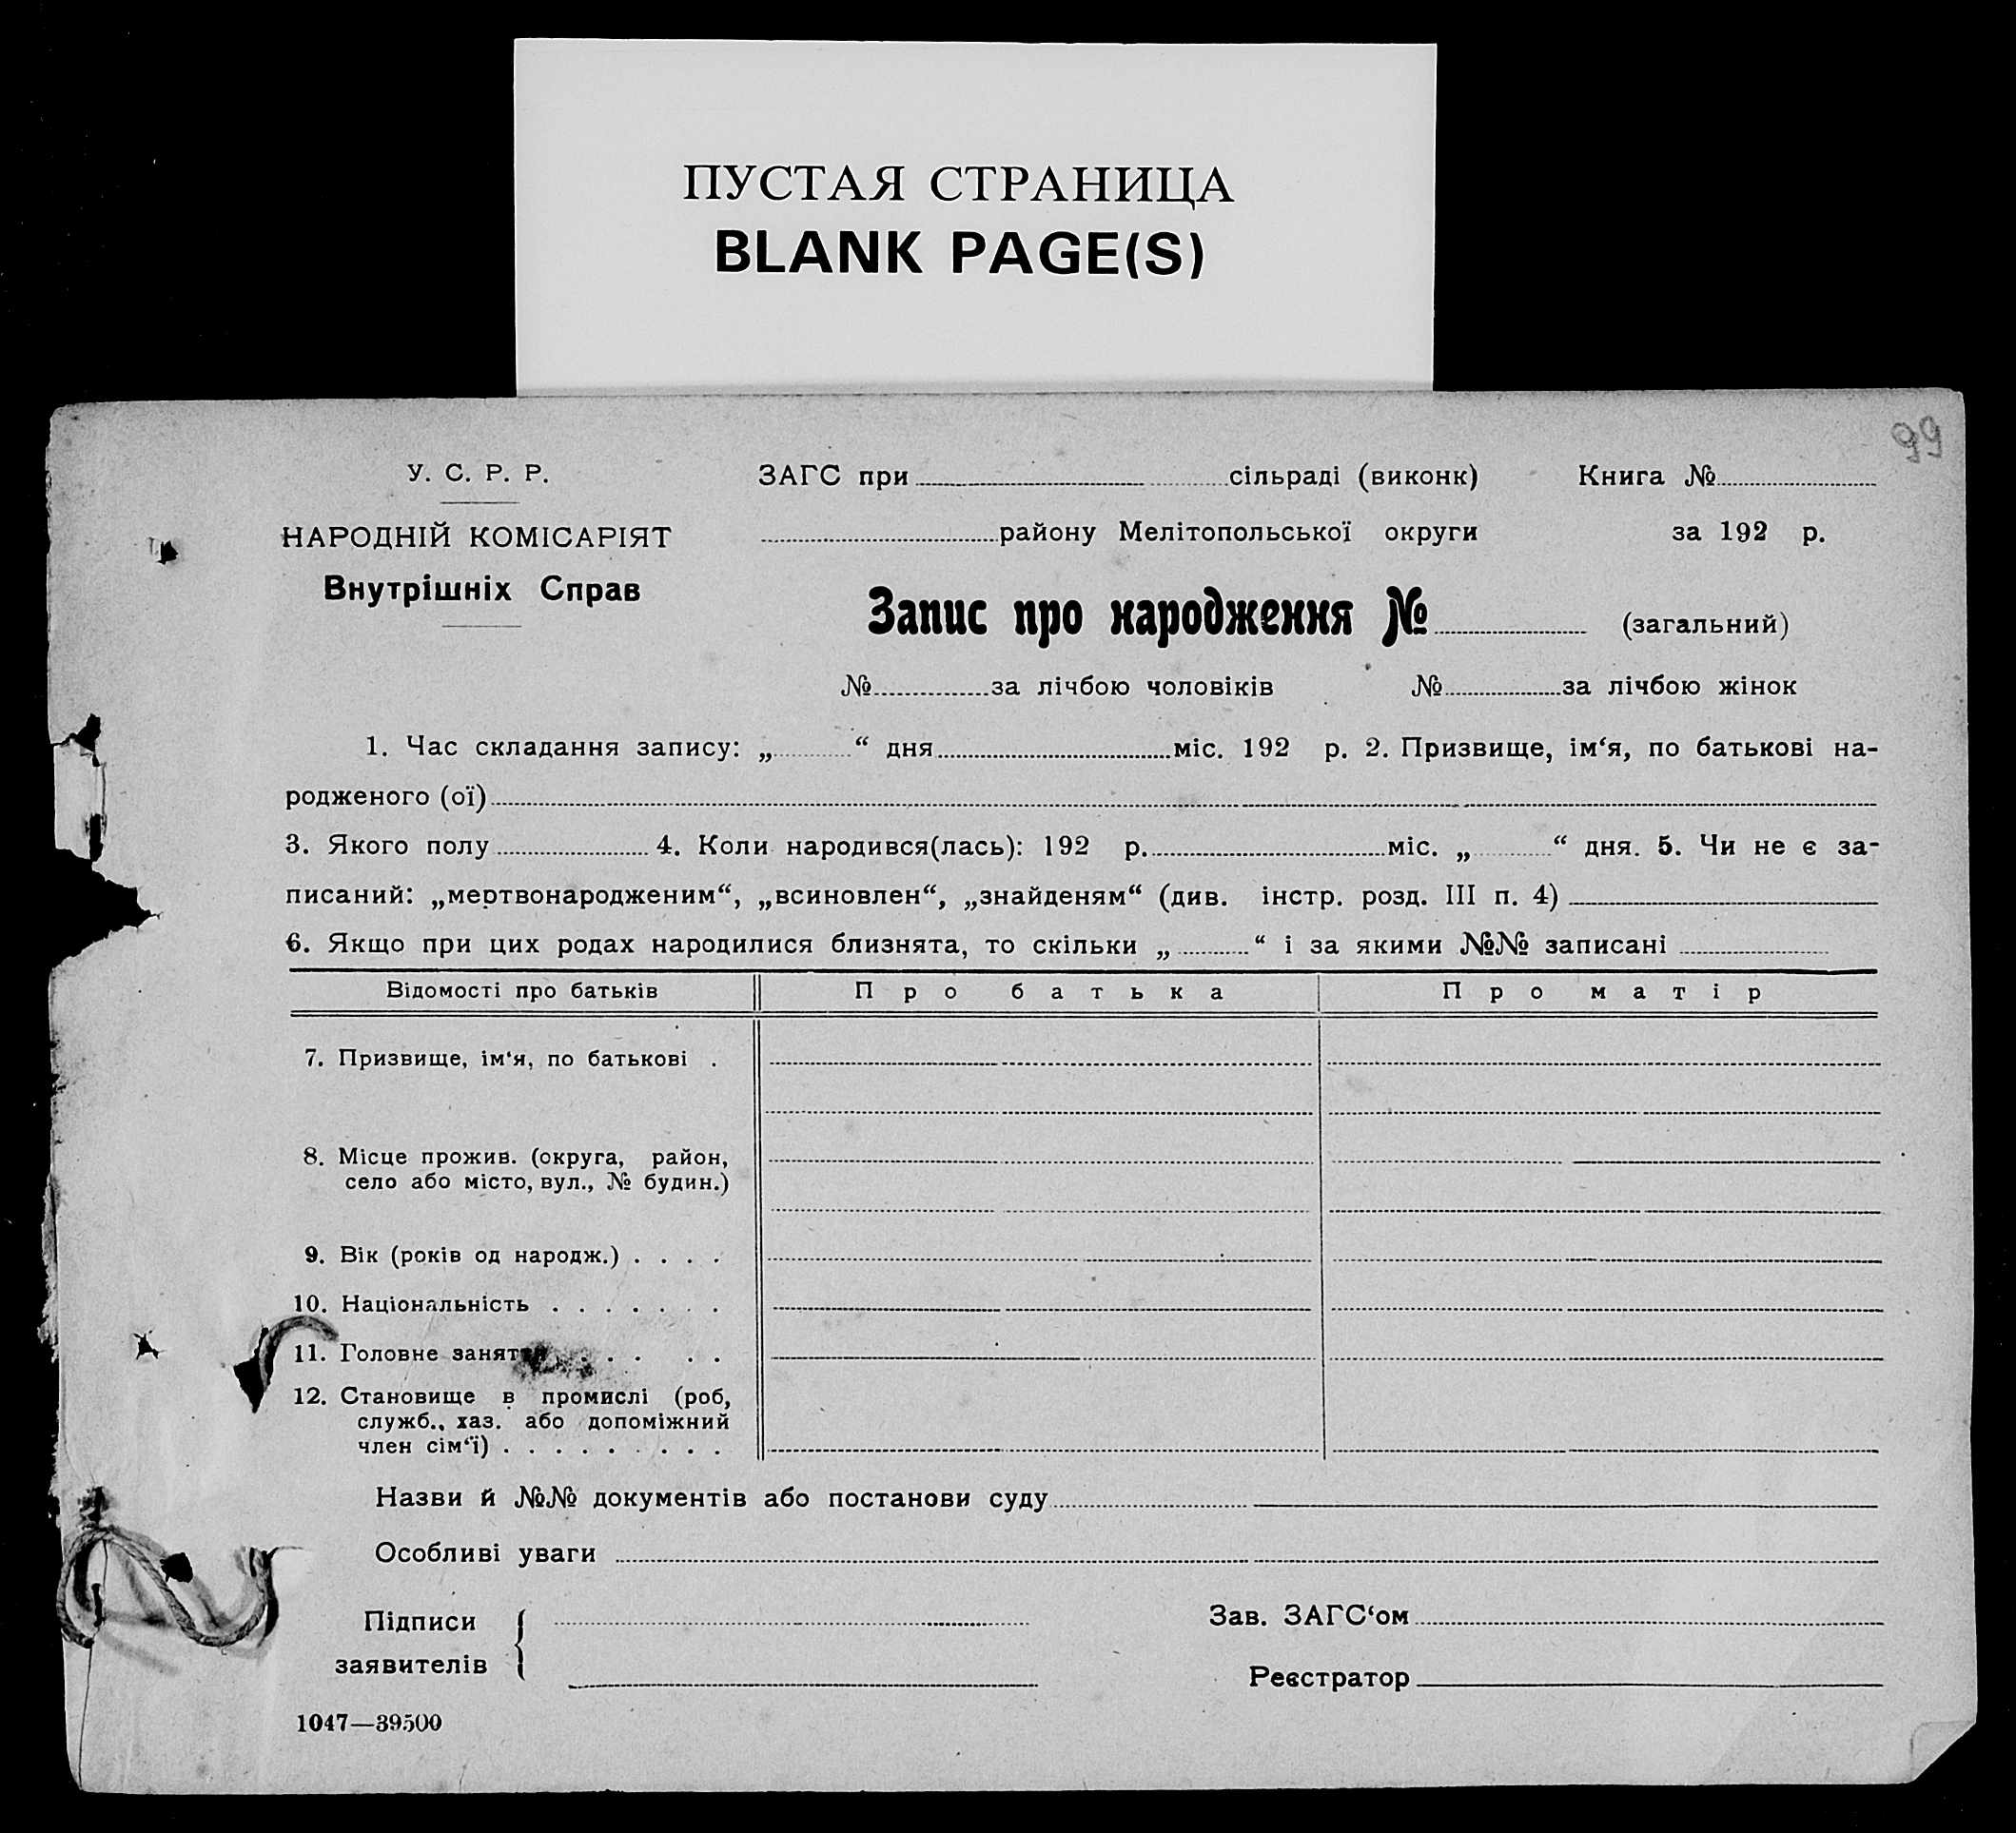 ПУСТАЯ СТРАНИЦА
BLANK PAGE(S)
99
У. С. Р. Р.
НАРОДНІЙ КОМІСАРІЯТ
Внутрішніх Справ
ЗАГС при сільраді (виконк)
Книга №
району Мелітопольської округи
за 192 р.
Запис про народження № (загальний)
№ за лічбою чоловіків № за лічбою жінок
1. Час складання запису: „ “ дня міс. 192 р. 2. Призвище, ім‘я, по батькові на-
родженого (ої)
3. Якого полу 4. Коли народився(лась): 192 р. міс. „ “ дня. 5. Чи не є за-
писаний: „мертвонародженим“, „всиновлен“, „знайденям“ (див. інстр. розд. III п. 4)
6. Якщо при цих родах народилися близнята, то скільки „ “ і за якими №№ записані
Відомості про батьків Про батька Про матір
7. Призвище, ім‘я, по батькові .
8. Місце прожив. (округа, район,
село або місто, вул., № будин.)
9. Вік (років од народж.) . . . .
10. Національність . . . . . . .
11. Головне заняття . . . . . .
12. Становище в промислі (роб,
служб., хаз. або допоміжний
член сім‘ї) . . . . . . . . .
Назви й №№ документів або постанови суду
Особливі уваги
Підписи
заявителів
Зав. ЗАГС‘ом
Реєстратор
1047—39500